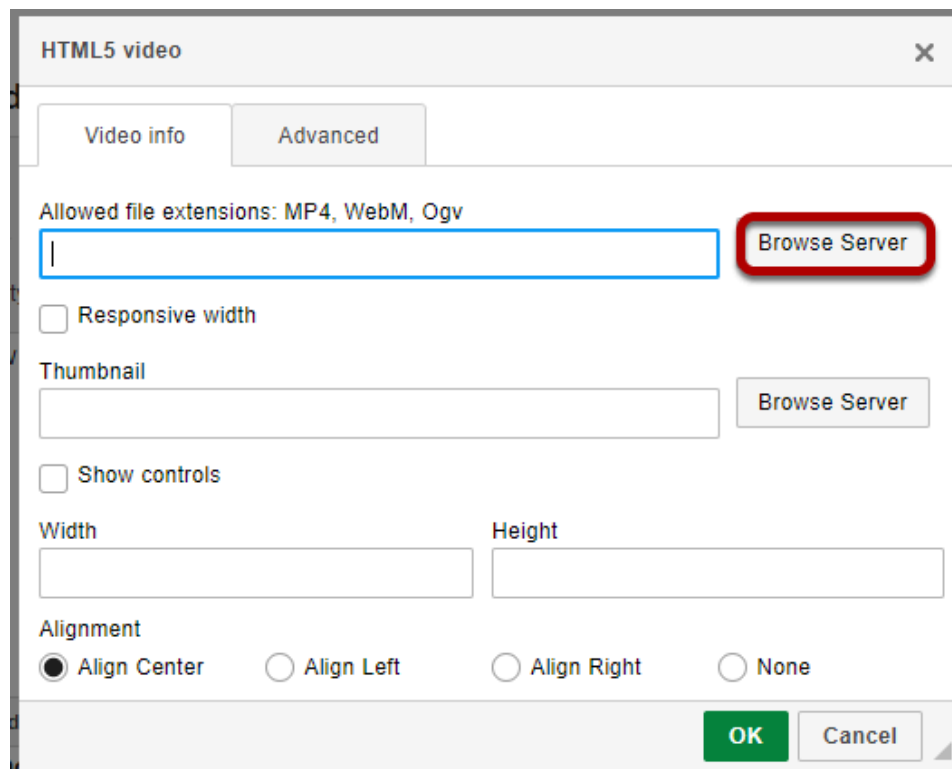 HTML5 video
Video info Advanced
Allowed file extensions: MP4, WebM, Ogv
Browse Server
Responsive width
Thumbnail
Browse Server
Show controls
Width Height
Alignment
Align Center Align Left Align Right None
OK Cancel